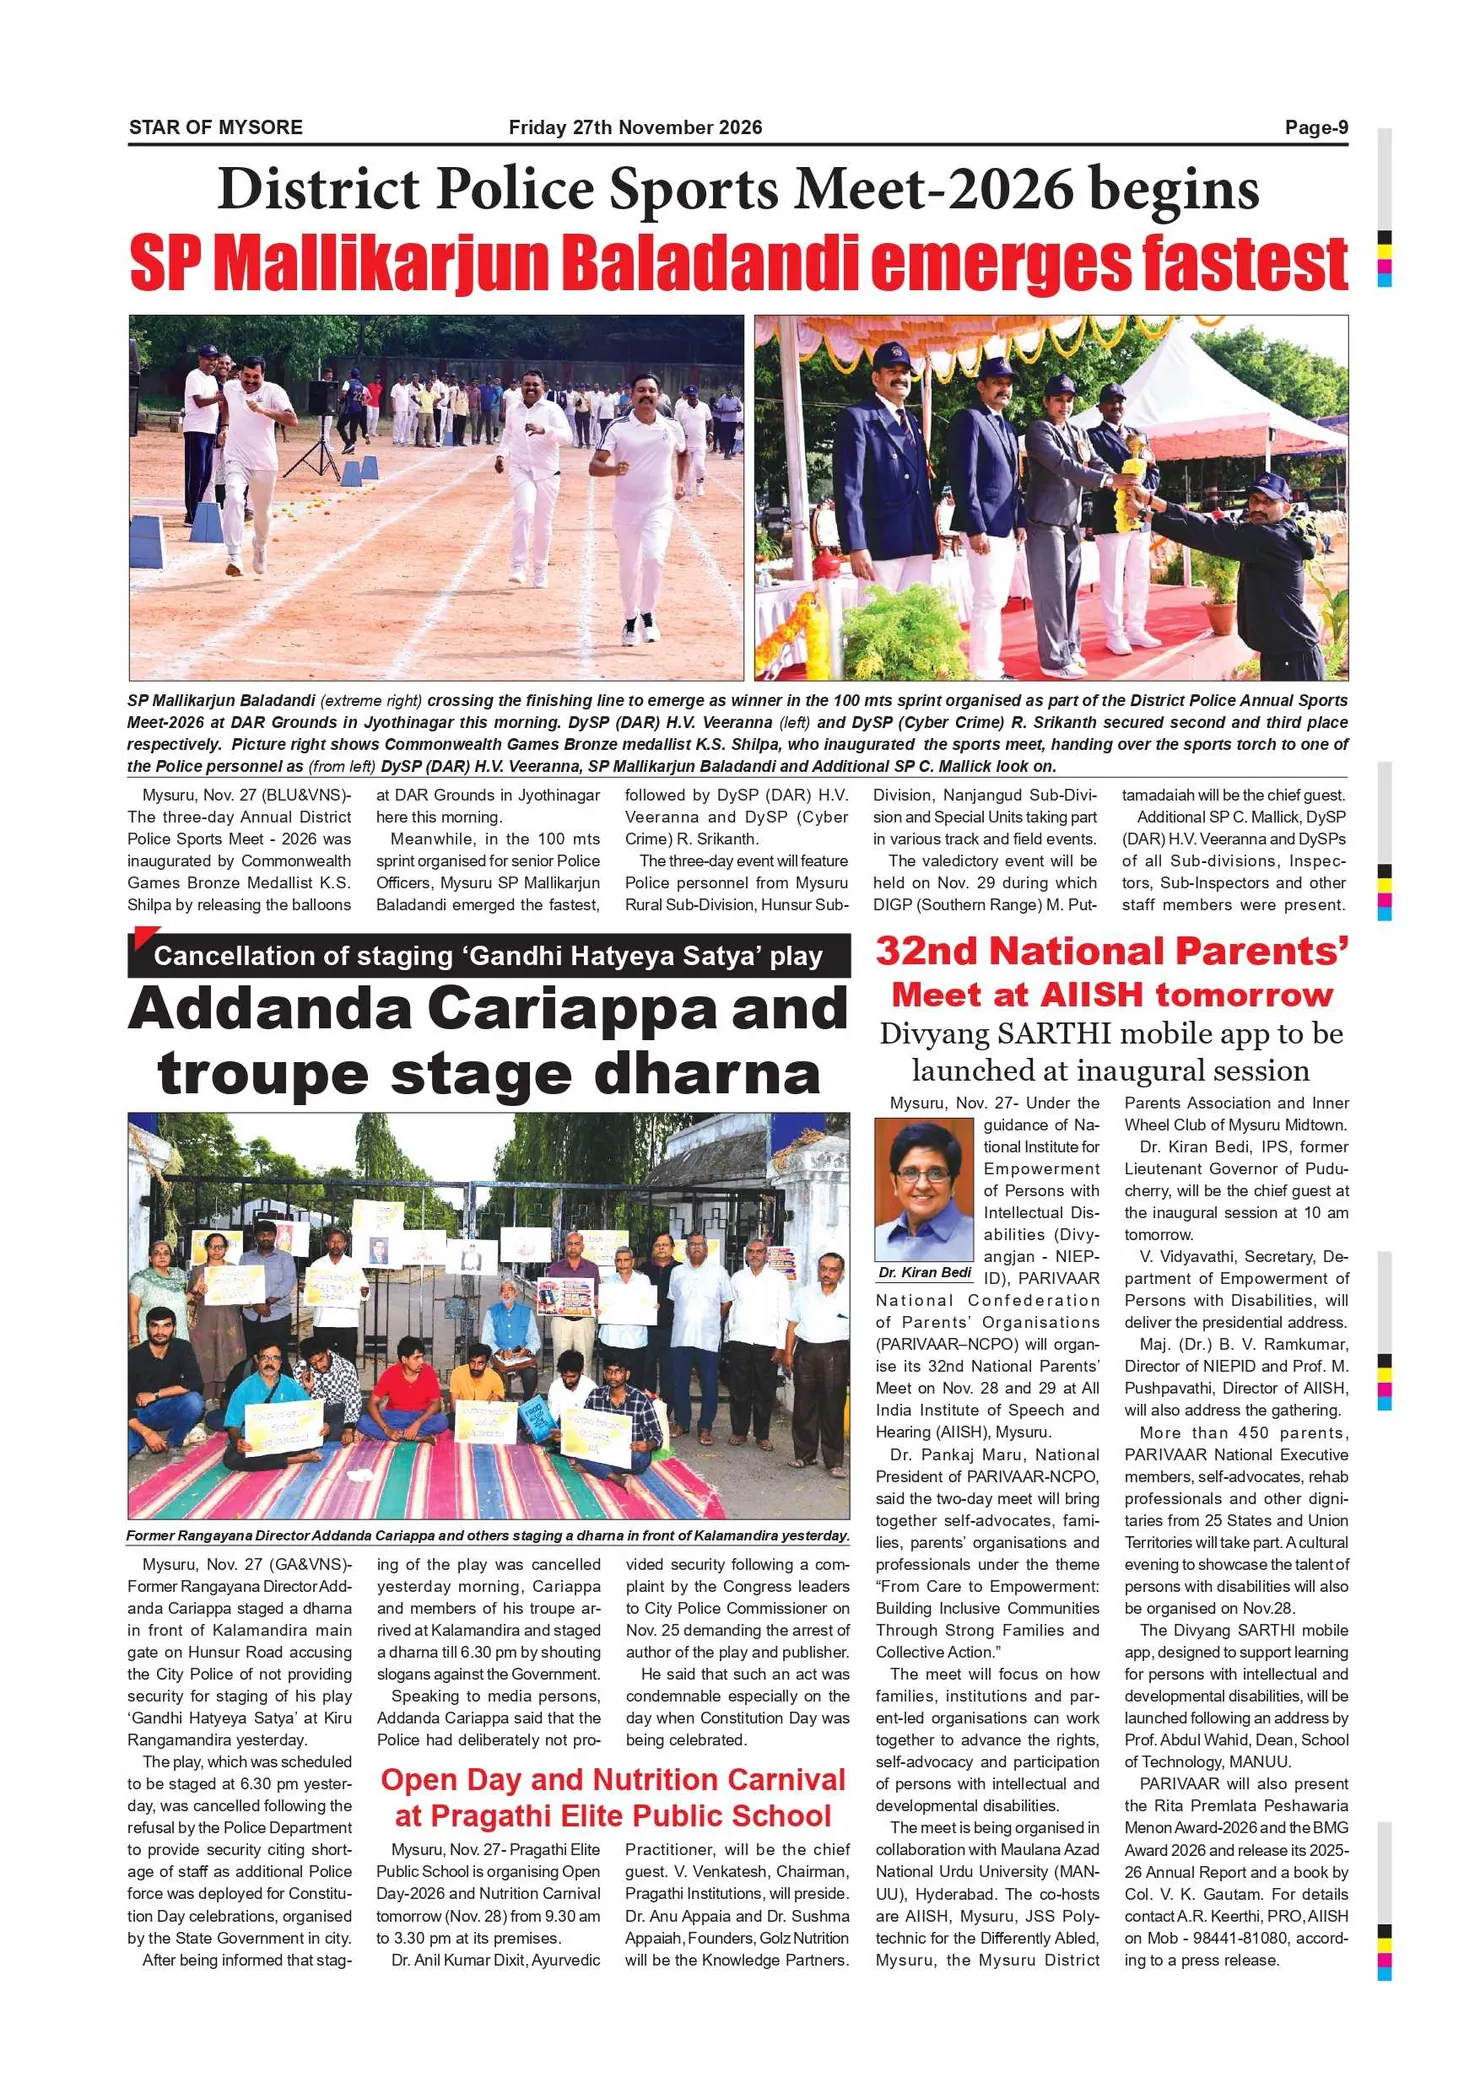 STAR OF MYSORE
Friday 27th November 2026
Page-9
District Police Sports Meet-2026 begins
SP Mallikarjun Baladandi emerges fastest
SP Mallikarjun Baladandi (extreme right) crossing the finishing line to emerge as winner in the 100 mts sprint organised as part of the District Police Annual Sports
Meet-2026 at DAR Grounds in Jyothinagar this morning. DySP (DAR) H.V. Veeranna (left) and DySP (Cyber Crime) R. Srikanth secured second and third place
respectively. Picture right shows Commonwealth Games Bronze medallist K.S. Shilpa, who inaugurated the sports meet, handing over the sports torch to one of
the Police personnel as (from left) DySP (DAR) H.V. Veeranna, SP Mallikarjun Baladandi and Additional SP C. Mallick look on.
Mysuru, Nov. 27 (BLU&VNS)-
The three-day Annual District
Police Sports Meet - 2026 was
inaugurated by Commonwealth
Games Bronze Medallist K.S.
Shilpa by releasing the balloons
at DAR Grounds in Jyothinagar
here this morning.
Meanwhile, in the 100 mts
sprint organised for senior Police
Officers, Mysuru SP Mallikarjun
Baladandi emerged the fastest,
followed by DySP (DAR) H.V.
Veeranna and DySP (Cyber
Crime) R. Srikanth.
The three-day event will feature
Police personnel from Mysuru
Rural Sub-Division, Hunsur Sub-
Division, Nanjangud Sub-Divi-
sion and Special Units taking part
in various track and field events.
The valedictory event will be
held on Nov. 29 during which
DIGP (Southern Range) M. Put-
tamadaiah will be the chief guest.
Additional SP C. Mallick, DySP
(DAR) H.V. Veeranna and DySPs
of all Sub-divisions, Inspec-
tors, Sub-Inspectors and other
staff members were present.
Cancellation of staging ‘Gandhi Hatyeya Satya’ play
Addanda Cariappa and
troupe stage dharna
Former Rangayana Director Addanda Cariappa and others staging a dharna in front of Kalamandira yesterday.
Mysuru, Nov. 27 (GA&VNS)-
Former Rangayana Director Add-
anda Cariappa staged a dharna
in front of Kalamandira main
gate on Hunsur Road accusing
the City Police of not providing
security for staging of his play
‘Gandhi Hatyeya Satya’ at Kiru
Rangamandira yesterday.
The play, which was scheduled
to be staged at 6.30 pm yester-
day, was cancelled following the
refusal by the Police Department
to provide security citing short-
age of staff as additional Police
force was deployed for Constitu-
tion Day celebrations, organised
by the State Government in city.
After being informed that stag-
ing of the play was cancelled
yesterday morning, Cariappa
and members of his troupe ar-
rived at Kalamandira and staged
a dharna till 6.30 pm by shouting
slogans against the Government.
Speaking to media persons,
Addanda Cariappa said that the
Police had deliberately not pro-
vided security following a com-
plaint by the Congress leaders
to City Police Commissioner on
Nov. 25 demanding the arrest of
author of the play and publisher.
He said that such an act was
condemnable especially on the
day when Constitution Day was
being celebrated.
Open Day and Nutrition Carnival
at Pragathi Elite Public School
Mysuru, Nov. 27- Pragathi Elite
Public School is organising Open
Day-2026 and Nutrition Carnival
tomorrow (Nov. 28) from 9.30 am
to 3.30 pm at its premises.
Dr. Anil Kumar Dixit, Ayurvedic
Practitioner, will be the chief
guest. V. Venkatesh, Chairman,
Pragathi Institutions, will preside.
Dr. Anu Appaia and Dr. Sushma
Appaiah, Founders, Golz Nutrition
will be the Knowledge Partners.
32nd National Parents’
Meet at AIISH tomorrow
Divyang SARTHI mobile app to be
launched at inaugural session
Mysuru, Nov. 27- Under the
guidance of Na-
tional Institute for
Empowerment
of Persons with
Intellectual Dis-
abilities (Divy-
angjan - NIEP-
Dr. Kiran Bedi
ID), PARIVAAR
National Confederation
of Parents’ Organisations
(PARIVAAR–NCPO) will organ-
ise its 32nd National Parents’
Meet on Nov. 28 and 29 at All
India Institute of Speech and
Hearing (AIISH), Mysuru.
Dr. Pankaj Maru, National
President of PARIVAAR-NCPO,
said the two-day meet will bring
together self-advocates, fami-
lies, parents’ organisations and
professionals under the theme
“From Care to Empowerment:
Building Inclusive Communities
Through Strong Families and
Collective Action.”
The meet will focus on how
families, institutions and par-
ent-led organisations can work
together to advance the rights,
self-advocacy and participation
of persons with intellectual and
developmental disabilities.
The meet is being organised in
collaboration with Maulana Azad
National Urdu University (MAN-
UU), Hyderabad. The co-hosts
are AIISH, Mysuru, JSS Poly-
technic for the Differently Abled,
Mysuru, the Mysuru District
Parents Association and Inner
Wheel Club of Mysuru Midtown.
Dr. Kiran Bedi, IPS, former
Lieutenant Governor of Pudu-
cherry, will be the chief guest at
the inaugural session at 10 am
tomorrow.
V. Vidyavathi, Secretary, De-
partment of Empowerment of
Persons with Disabilities, will
deliver the presidential address.
Maj. (Dr.) B. V. Ramkumar,
Director of NIEPID and Prof. M.
Pushpavathi, Director of AIISH,
will also address the gathering.
More than 450 parents,
PARIVAAR National Executive
members, self-advocates, rehab
professionals and other digni-
taries from 25 States and Union
Territories will take part. A cultural
evening to showcase the talent of
persons with disabilities will also
be organised on Nov.28.
The Divyang SARTHI mobile
app, designed to support learning
for persons with intellectual and
developmental disabilities, will be
launched following an address by
Prof. Abdul Wahid, Dean, School
of Technology, MANUU.
PARIVAAR will also present
the Rita Premlata Peshawaria
Menon Award-2026 and the BMG
Award 2026 and release its 2025-
26 Annual Report and a book by
Col. V. K. Gautam. For details
contact A.R. Keerthi, PRO, AIISH
on Mob - 98441-81080, accord-
ing to a press release.